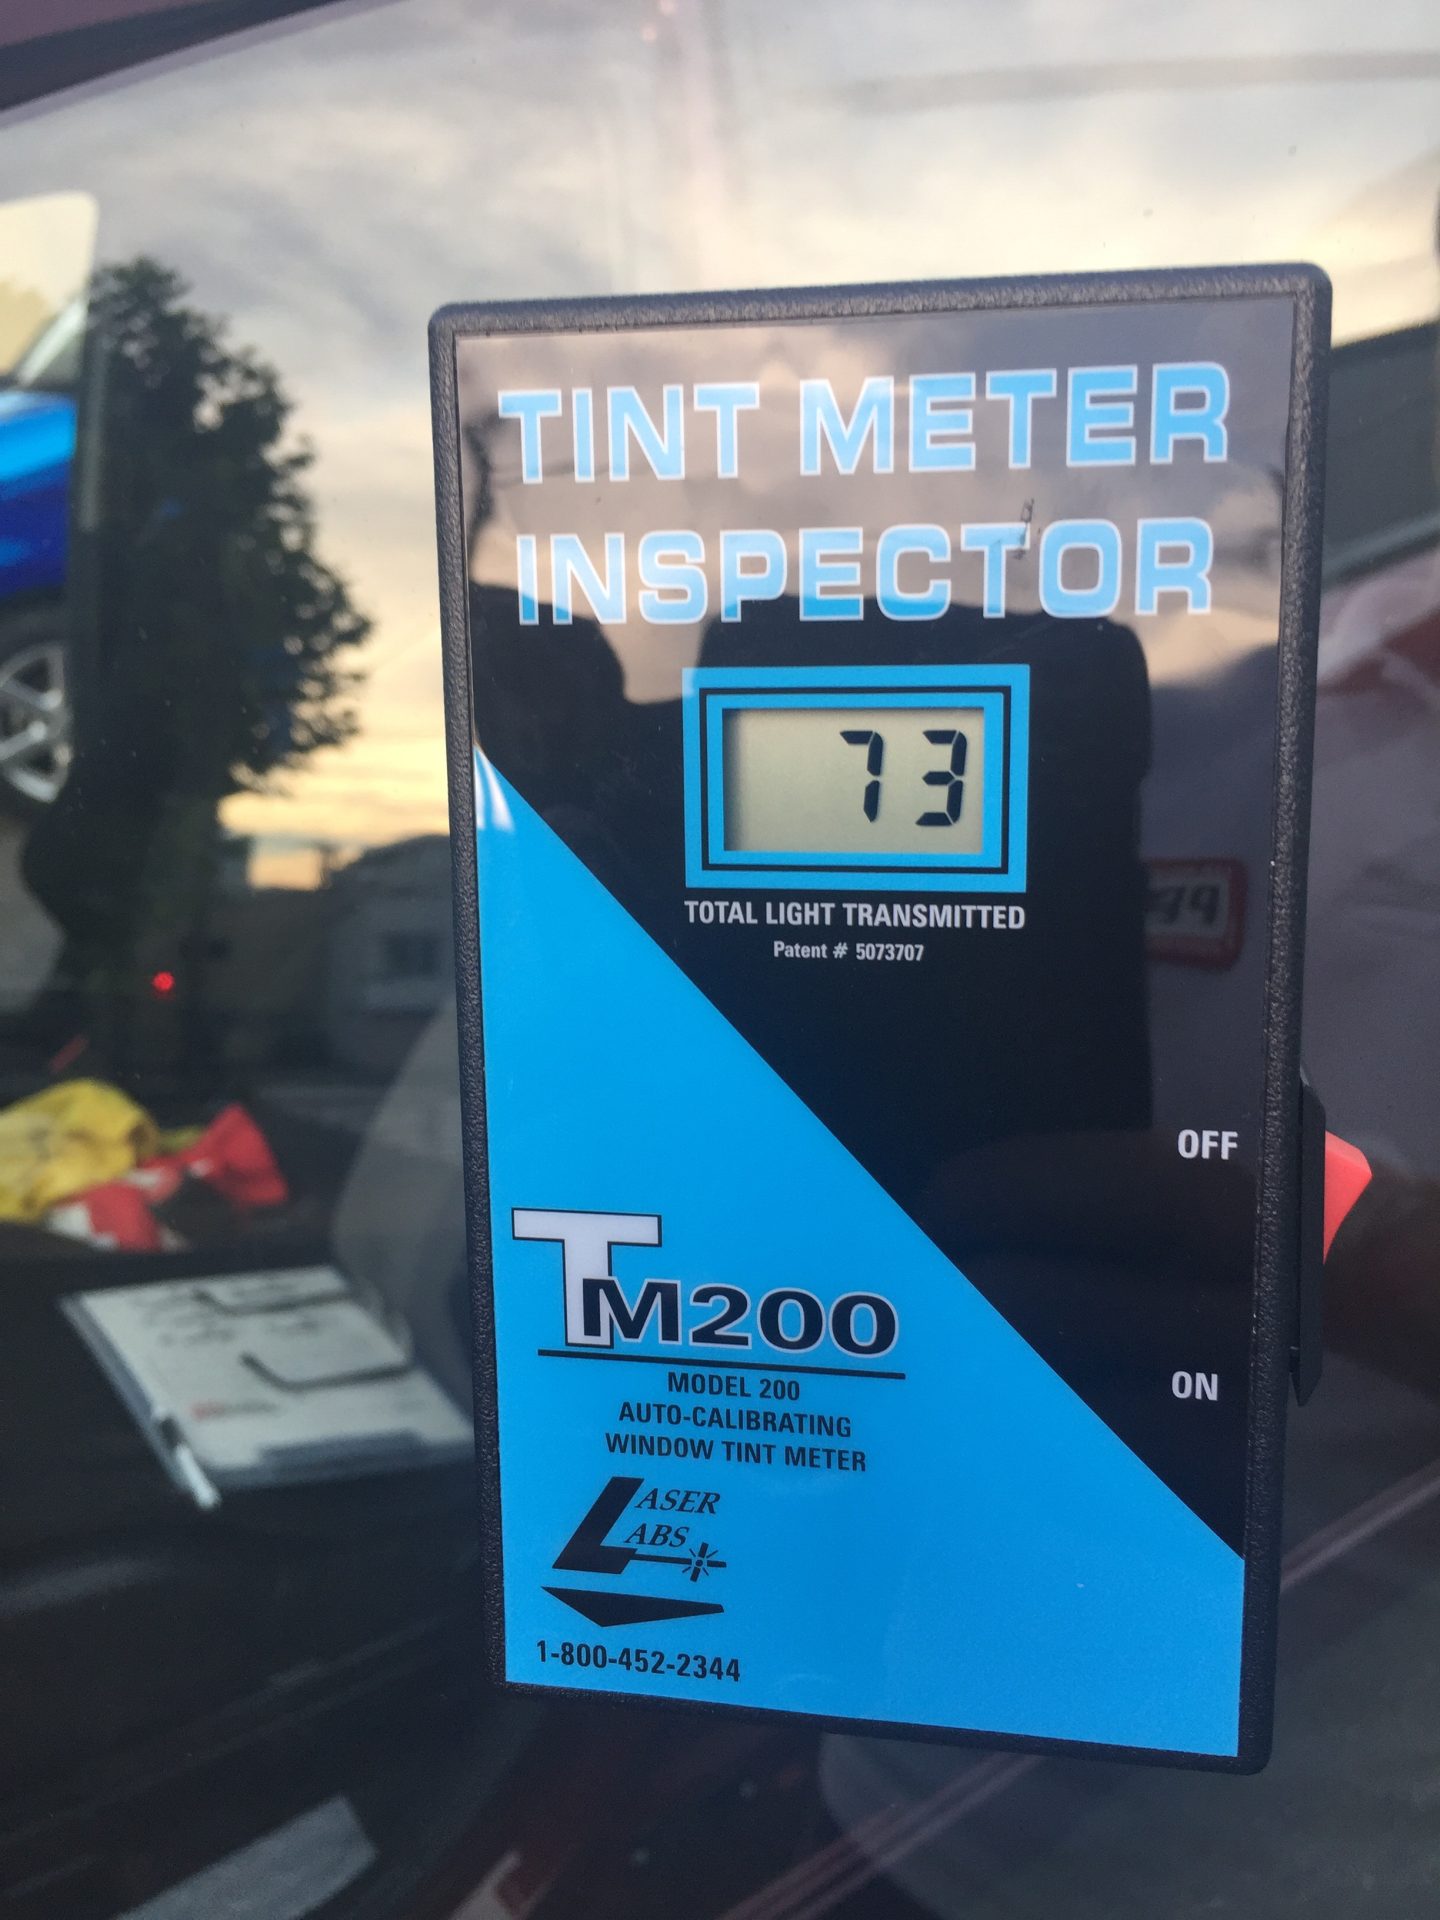 TINT METER
INSPECTOR
73
TOTAL LIGHT TRANSMITTED
Patent # 5073707
OFF
ON
TM200
MODEL 200
AUTO-CALIBRATING
WINDOW TINT METER
LASER
LABS
1-800-452-2344